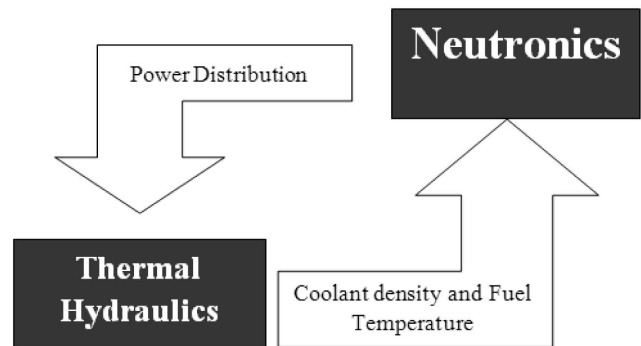 Neutronics
Power Distribution
Thermal
Hydraulics
Coolant density and Fuel
Temperature